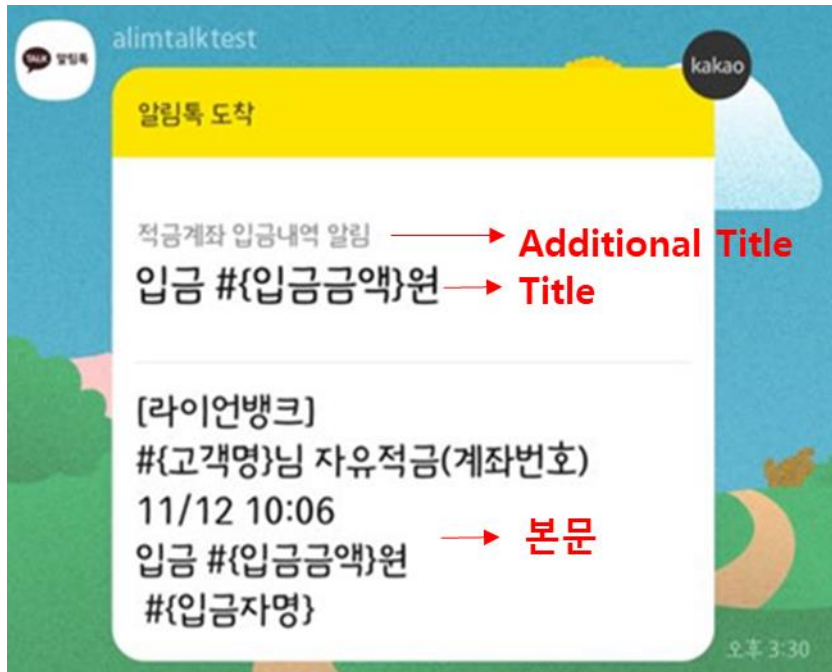 alimtalktest
TALK 알림톡
kakao
알림톡 도착
적금계좌 입금내역 알림
Additional Title
입금 #{입금금액}원
Title
[라이언뱅크]
#{고객명}님 자유적금(계좌번호)
11/12 10:06
입금 #{입금금액}원
#{입금자명}
본문
오후 3:30